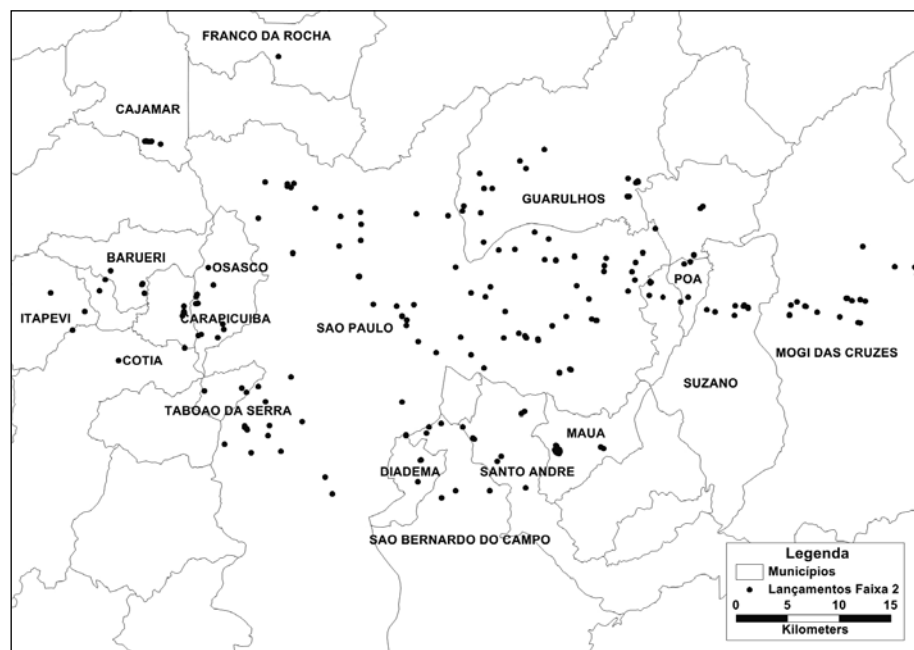 FRANCO DA ROCHA
CAJAMAR
GUARULHOS
BARUERI
OSASCO
POA
ITAPEVI
CARAPICUIBA
SAO PAULO
COTIA
MOGI DAS CRUZES
SUZANO
TABOAO DA SERRA
MAUA
DIADEMA
SANTO ANDRE
SAO BERNARDO DO CAMPO
Legenda
Municípios
Lançamentos Faixa 2
0 5 10 15
Kilometers